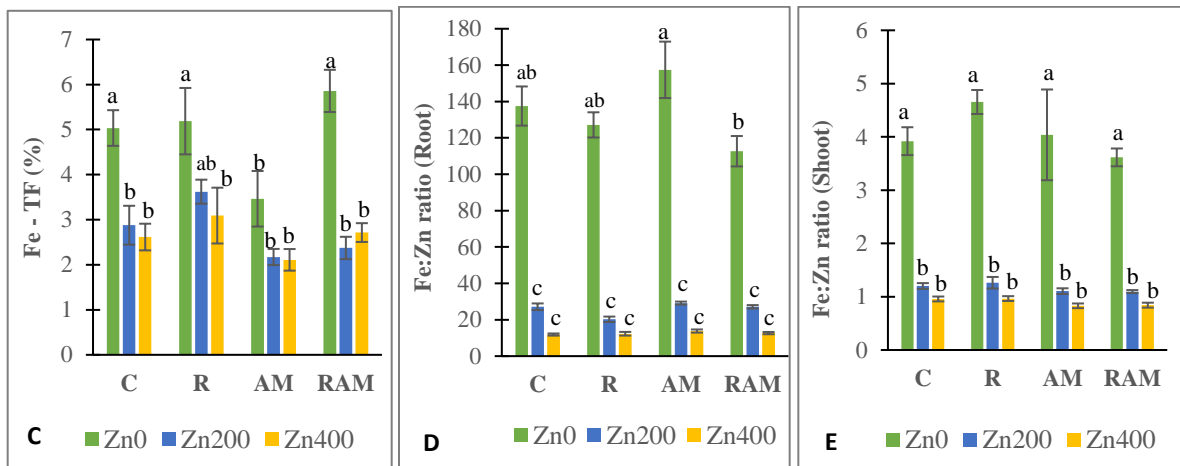 Fe - TF (%)
7
6
5
4
3
2
1
0
a
b
b
a
ab
b
b
b
b
a
b
b
C R AM RAM
C
Zn0 Zn200 Zn400
Fe:Zn ratio (Root)
180
160
140
120
100
80
60
40
20
0
ab
c
c
ab
c
c
a
c
c
b
c
c
C R AM RAM
D
Zn0 Zn200 Zn400
Fe:Zn ratio (Shoot)
6
5
4
3
2
1
0
a
b
b
a
b
b
a
b
b
a
b
b
C R AM RAM
E
Zn0 Zn200 Zn400